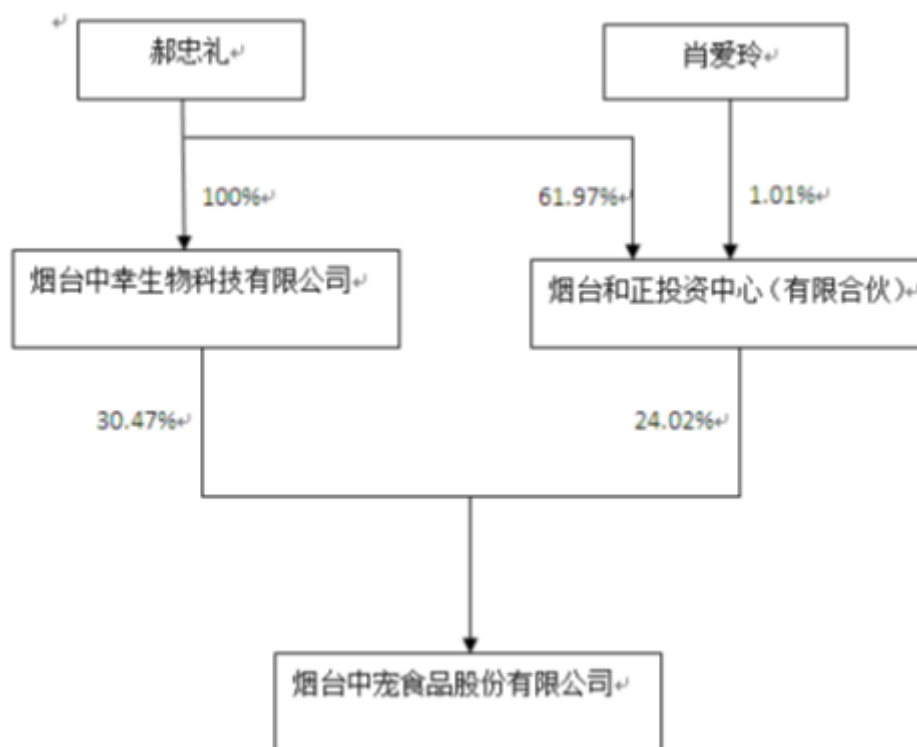 郝忠礼
肖爱玲
100%
61.97%
1.01%
烟台中幸生物科技有限公司
烟台和正投资中心（有限合伙）
30.47%
24.02%
烟台中宠食品股份有限公司